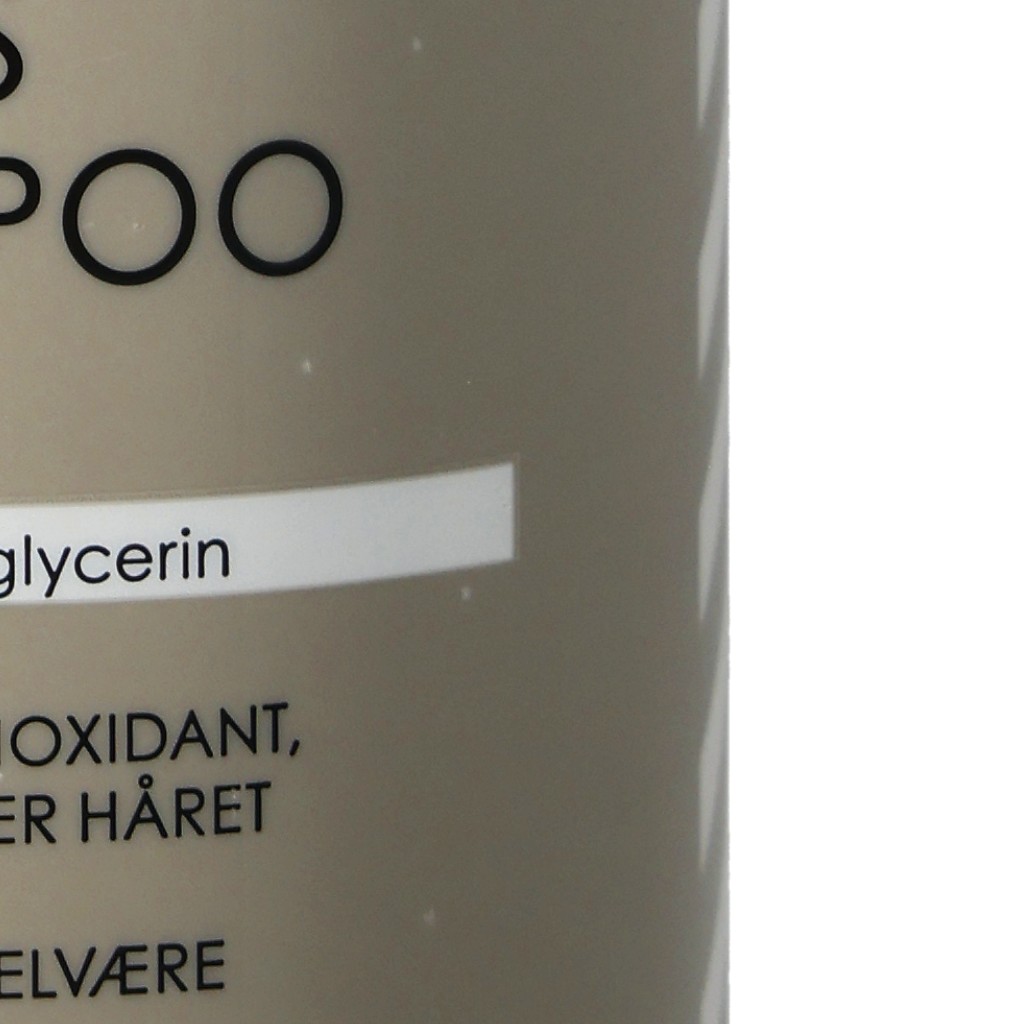 POO
glycerin
IOXIDANT,
ER HÅRET
ELVÆRE